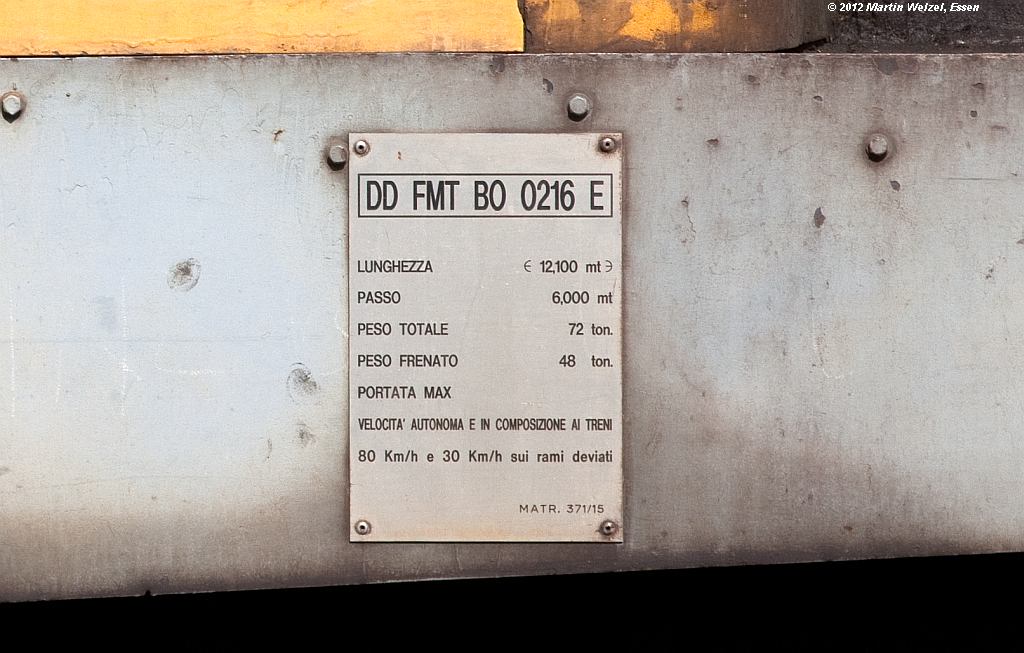 © 2012 Martin Welzel, Essen
DD FMT BO 0216 E
LUNGHEZZA € 12,100 mt ∋
PASSO 6,000 mt
PESO TOTALE 72 ton.
PESO FRENATO 48 ton.
PORTATA MAX
VELOCITA' AUTONOMA E IN COMPOSIZIONE AI TRENI
80 Km/h e 30 Km/h sui rami deviati
MATR. 371/15